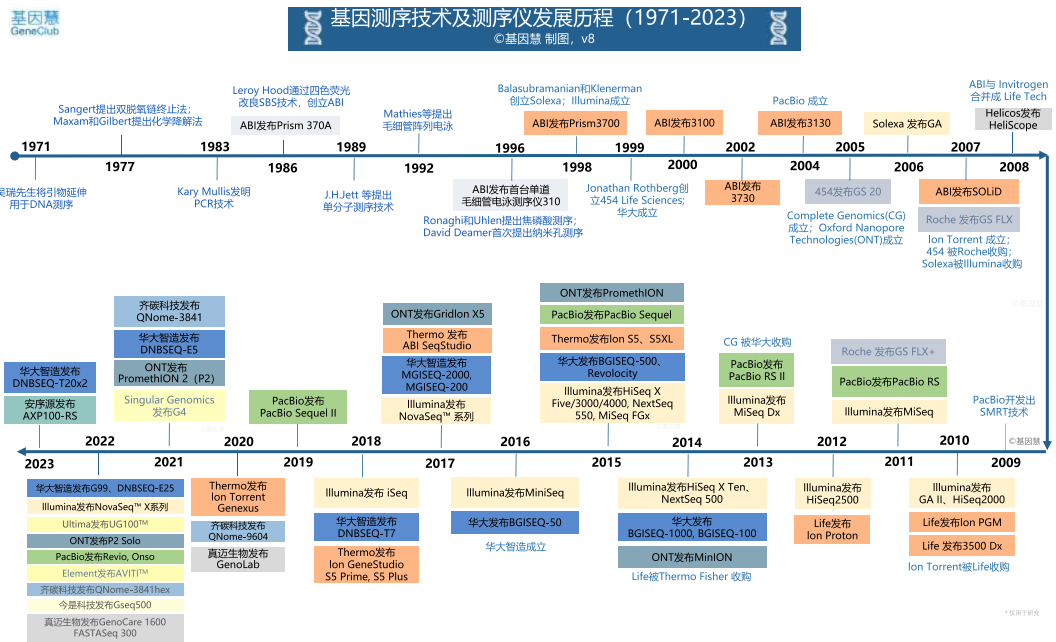 基因慧
GeneClub
基因测序技术及测序仪发展历程（1971-2023）
©基因慧 制图，v8
Sangert提出双脱氧链终止法；
Maxam和Gilbert提出化学降解法
Leroy Hood通过四色荧光
改良SBS技术，创立ABI
ABI发布Prism 370A
Mathies等提出
毛细管阵列电泳
Balasubramanian和Klenerman
创立Solexa；Illumina成立
ABI发布Prism3700
ABI发布3100
PacBio 成立
ABI发布3130
Solexa 发布GA
ABI与 Invitrogen
合并成 Life Tech
Helicos发布
HeliScope
1971
1983
1989
1996
1999
2002
2005
2007
1977
1986
1992
1998
2000
2004
2006
2008
吴瑞先生将引物延伸
用于DNA测序
Kary Mullis发明
PCR技术
J.H.Jett 等提出
单分子测序技术
ABI发布首台单道
毛细管电泳测序仪310
Ronaghi和Uhlen提出焦磷酸测序；
David Deamer首次提出纳米孔测序
Jonathan Rothberg创
立454 Life Sciences;
华大成立
ABI发布
3730
454发布GS 20
Complete Genomics(CG)
成立；Oxford Nanopore
Technologies(ONT)成立
ABI发布SOLiD
Roche 发布GS FLX
Ion Torrent 成立；
454 被Roche收购；
Solexa被Illumina收购
华大智造发布
DNBSEQ-T20x2
安序源发布
AXP100-RS
齐碳科技发布
QNome-3841
华大智造发布
DNBSEQ-E5
ONT发布
PromethION 2（P2）
Singular Genomics
发布G4
PacBio发布
PacBio Sequel II
ONT发布GridIon X5
Thermo 发布
ABI SeqStudio
华大智造发布
MGISEQ-2000,
MGISEQ-200
Illumina发布
NovaSeq™ 系列
ONT发布PromethION
PacBio发布PacBio Sequel
Thermo发布Ion S5、S5XL
华大发布BGISEQ-500、
Revolocity
Illumina发布HiSeq X
Five/3000/4000, NextSeq
550, MiSeq FGx
CG 被华大收购
PacBio发布
PacBio RS II
Illumina发布
MiSeq Dx
Roche 发布GS FLX+
PacBio发布PacBio RS
Illumina发布MiSeq
PacBio开发出
SMRT技术
©基因慧
2022
2020
2018
2016
2014
2012
2010
2023
2021
2019
2017
2015
2013
2011
2009
华大智造发布G99、DNBSEQ-E25
Illumina发布NovaSeq™ X系列
Ultima发布UG100™
ONT发布P2 Solo
PacBio发布Revio, Onso
Element发布AVITI™
齐碳科技发布QNome-3841hex
今是科技发布Gseq500
真迈生物发布GenoCare 1600
FASTASeq 300
Thermo发布
Ion Torrent
Genexus
齐碳科技发布
QNome-9604
真迈生物发布
GenoLab
Illumina发布 iSeq
华大智造发布
DNBSEQ-T7
Thermo发布
Ion GeneStudio
S5 Prime, S5 Plus
Illumina发布MiniSeq
华大发布BGISEQ-50
华大智造成立
Illumina发布HiSeq X Ten、
NextSeq 500
华大发布
BGISEQ-1000, BGISEQ-100
ONT发布MinION
Life被Thermo Fisher 收购
Illumina发布
HiSeq2500
Life发布
Ion Proton
Illumina发布
GA II、HiSeq2000
Life发布Ion PGM
Life 发布3500 Dx
Ion Torrent被Life收购
* 仅用于研究